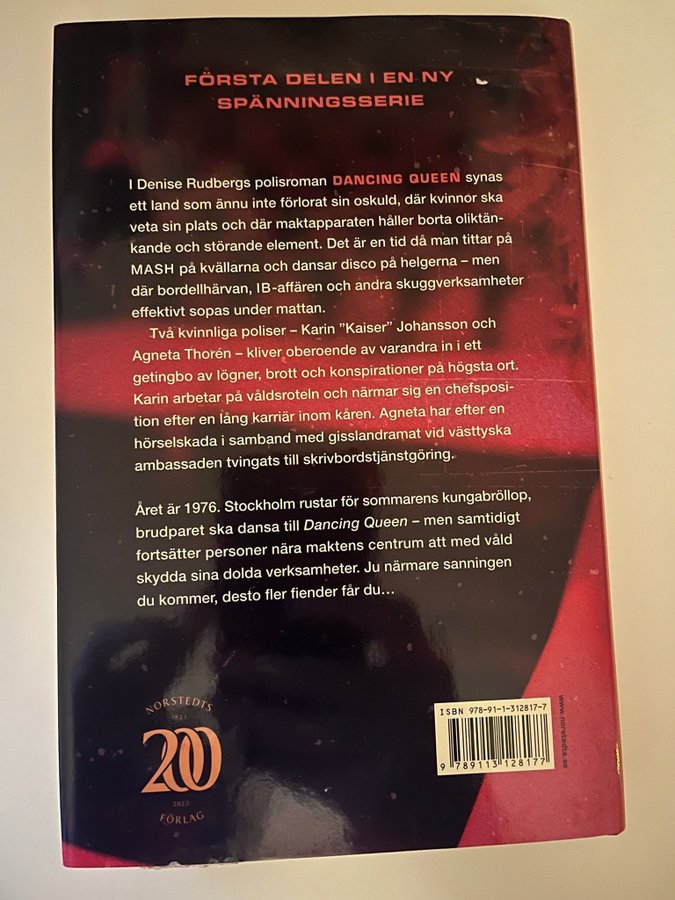 FÖRSTA DELEN I EN NY
SPÄNNINGSSERIE
I Denise Rudbergs polisroman DANCING QUEEN synas
ett land som ännu inte förlorat sin oskuld, där kvinnor ska
veta sin plats och där maktapparaten håller borta oliktän-
kande och störande element. Det är en tid då man tittar på
MASH på kvällarna och dansar disco på helgerna – men
där bordellhärvan, IB-affären och andra skuggverksamheter
effektivt sopas under mattan.
Två kvinnliga poliser – Karin ”Kaiser” Johansson och
Agneta Thorén – kliver oberoende av varandra in i ett
getingbo av lögner, brott och konspirationer på högsta ort.
Karin arbetar på våldsroteln och närmar sig en chefsposi-
tion efter en lång karriär inom kåren. Agneta har efter en
hörselskada i samband med gisslandramat vid västtyska
ambassaden tvingats till skrivbordstjänstgöring.
Året är 1976. Stockholm rustar för sommarens kungabröllop,
brudparet ska dansa till Dancing Queen – men samtidigt
fortsätter personer nära maktens centrum att med våld
skydda sina dolda verksamheter. Ju närmare sanningen
du kommer, desto fler fiender får du…
NORSTEDTS
1823
200
2023
FÖRLAG
ISBN 978-91-1-312817-7
9 789113 128177
www.norstedts.se